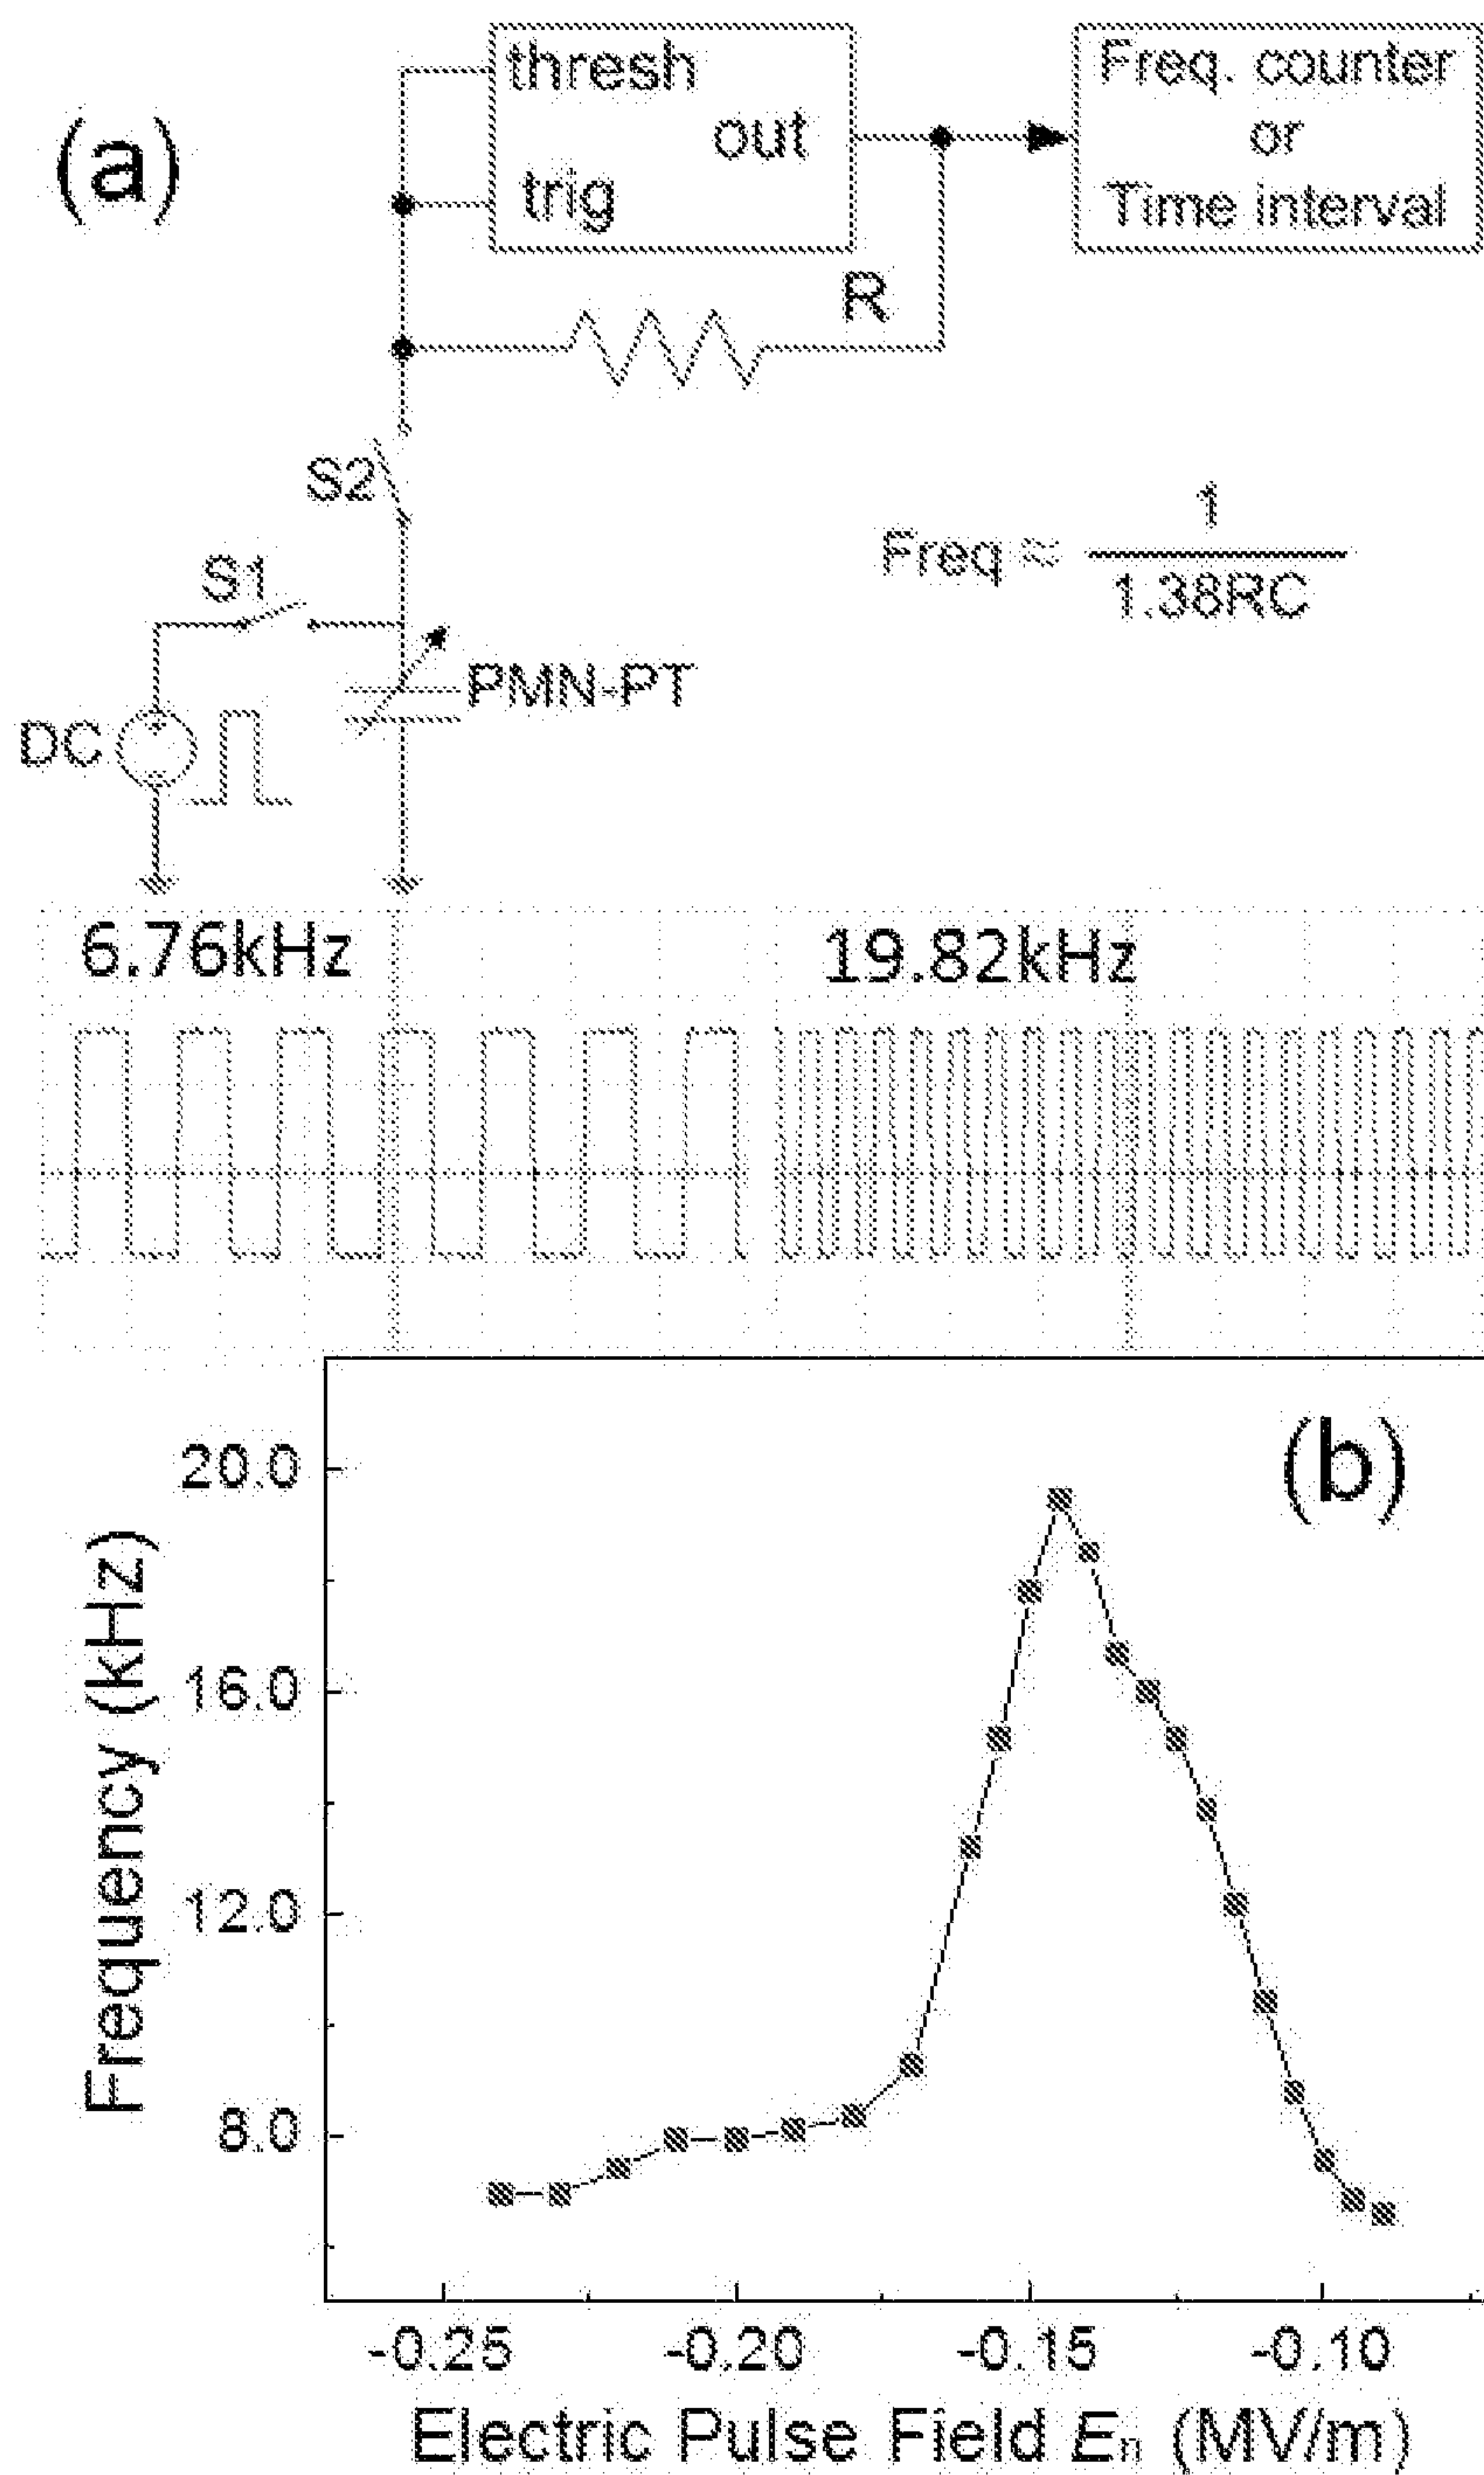 (a)
thresh
out
trig
Freq. counter
or
Time interval
R
S2
S1
DC
PMN-PT
Freq ≈ 1
1.38RC
6.76kHz
19.82kHz
(b)
20.0
16.0
12.0
8.0
Frequency (kHz)
-0.25
-0.20
-0.15
-0.10
Electric Pulse Field En (MV/m)